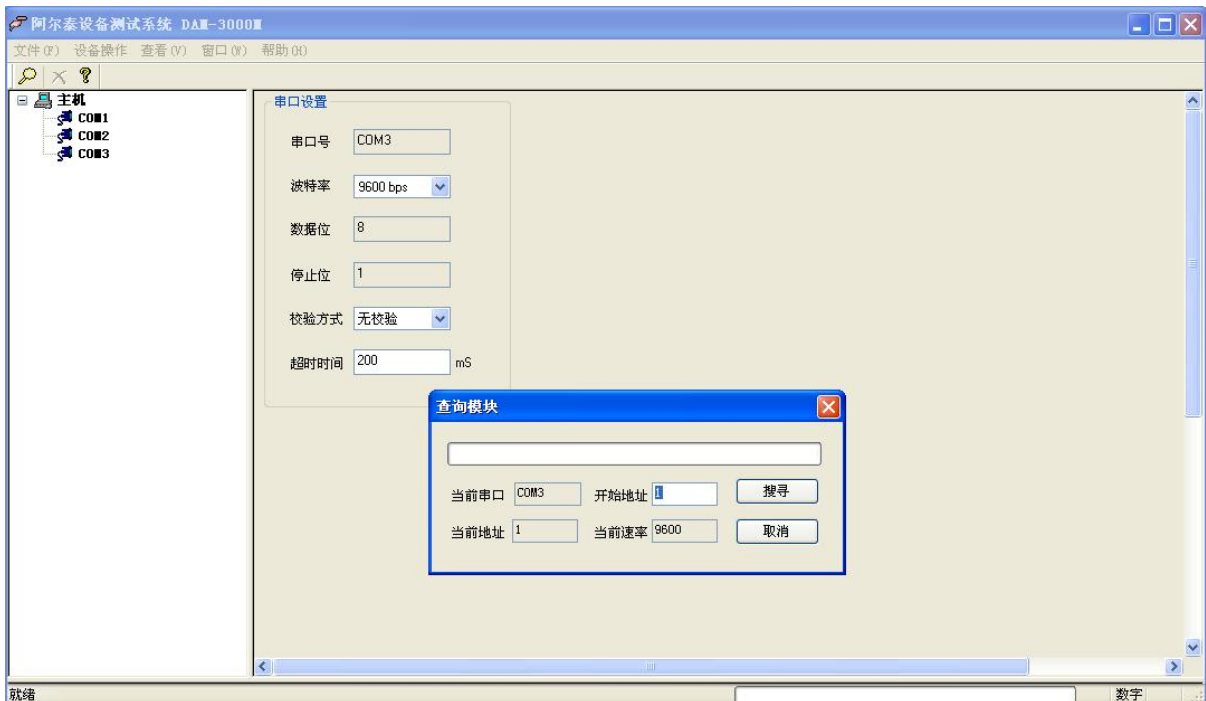 阿尔泰设备测试系统 DAM-3000M
文件(F) 设备操作 查看(V) 窗口(W) 帮助(H)
主机
COM1
COM2
COM3
串口设置
串口号 COM3
波特率 9600 bps
数据位 8
停止位 1
校验方式 无校验
超时时间 200 mS
查询模块
当前串口 COM3 开始地址 1 搜寻
当前地址 1 当前速率 9600 取消
就绪 数字